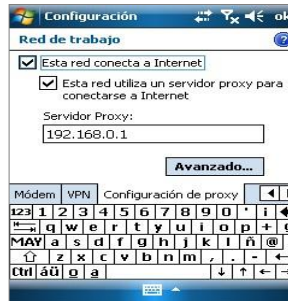 Configuración ok
Red de trabajo
Esta red conecta a Internet
Esta red utiliza un servidor proxy para
conectarse a Internet
Servidor Proxy:
192.168.0.1
Avanzado...
Módem VPN Configuración de proxy
123 1 2 3 4 5 6 7 8 9 0 ' ¡
q w e r t y u i o p + ç
MAY a s d f g h j k l ñ @
z x c v b n m , . -
Ctrl áü º ª